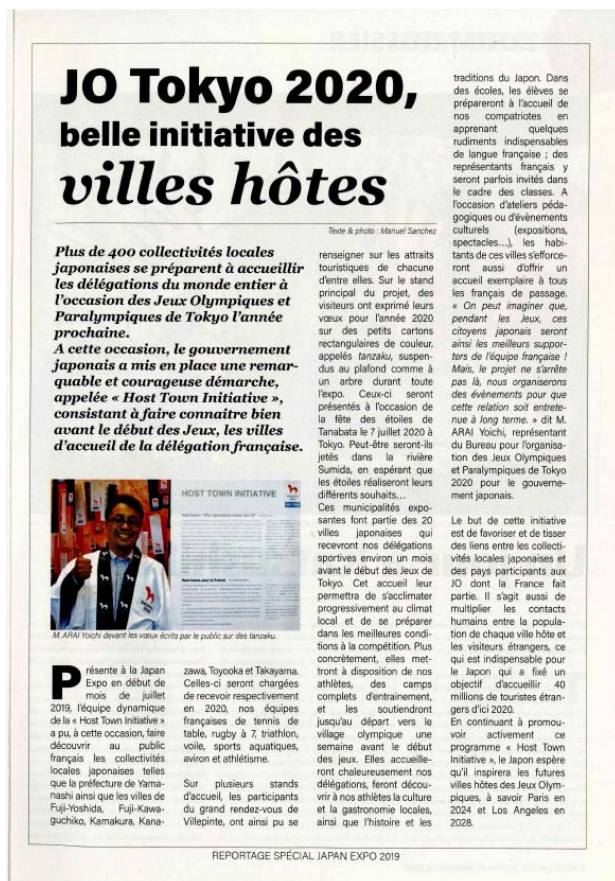 JO Tokyo 2020,
belle initiative des
villes hôtes
Texte & photo : Manuel Sanchez
Plus de 400 collectivités locales
japonaises se préparent à accueillir
les délégations du monde entier à
l'occasion des Jeux Olympiques et
Paralympiques de Tokyo l'année
prochaine.
A cette occasion, le gouvernement
japonais a mis en place une remar-
quable et courageuse démarche,
appelée « Host Town Initiative »,
consistant à faire connaitre bien
avant le début des Jeux, les villes
d'accueil de la délégation française.
HOST TOWN INITIATIVE
M. ARAI Yoichi devant les vœux écrits par le public sur des tanzaku.
Présente à la Japan
Expo en début de
mois de juillet
2019, l'équipe dynamique
de la « Host Town Initiative »
a pu, à cette occasion, faire
découvrir au public
français les collectivités
locales japonaises telles
que la préfecture de Yama-
nashi ainsi que les villes de
Fuji-Yoshida, Fuji-Kawa-
guchiko, Kamakura, Kana-
zawa, Toyooka et Takayama.
Celles-ci seront chargées
de recevoir respectivement
en 2020, nos équipes
françaises de tennis de
table, rugby à 7, triathlon,
voile, sports aquatiques,
aviron et athlétisme.
Sur plusieurs stands
d'accueil, les participants
du grand rendez-vous de
Villepinte, ont ainsi pu se
renseigner sur les attraits
touristiques de chacune
d'entre elles. Sur le stand
principal du projet, des
visiteurs ont exprimé leurs
vœux pour l'année 2020
sur des petits cartons
rectangulaires de couleur,
appelés tanzaku, suspen-
dus au plafond comme à
un arbre durant toute
l'expo. Ceux-ci seront
présentés à l'occasion de
la fête des étoiles de
Tanabata le 7 juillet 2020 à
Tokyo. Peut-être seront-ils
jetés dans la rivière
Sumida, en espérant que
les étoiles réaliseront leurs
différents souhaits...
Ces municipalités expo-
santes font partie des 20
villes japonaises qui
recevront nos délégations
sportives environ un mois
avant le début des Jeux de
Tokyo. Cet accueil leur
permettra de s'acclimater
progressivement au climat
local et de se préparer
dans les meilleures condi-
tions à la compétition. Plus
concrètement, elles met-
tront à disposition de nos
athlètes, des camps
complets d'entrainement,
et les soutiendront
jusqu'au départ vers le
village olympique une
semaine avant le début
des jeux. Elles accueille-
ront chaleureusement nos
délégations, feront décou-
vrir à nos athlètes la culture
et la gastronomie locales,
ainsi que l'histoire et les
traditions du Japon. Dans
des écoles, les élèves se
prépareront à l'accueil de
nos compatriotes en
apprenant quelques
rudiments indispensables
de langue française ; des
représentants français y
seront parfois invités dans
le cadre des classes. A
l'occasion d'ateliers péda-
gogiques ou d'évènements
culturels (expositions,
spectacles...), les habi-
tants de ces villes s'efforce-
ront aussi d'offrir un
accueil exemplaire à tous
les français de passage.
« On peut imaginer que,
pendant les Jeux, ces
citoyens japonais seront
ainsi les meilleurs suppor-
ters de l'équipe française !
Mais, le projet ne s'arrête
pas là, nous organiserons
des évènements pour que
cette relation soit entrete-
nue à long terme. » dit M.
ARAI Yoichi, représentant
du Bureau pour l'organisa-
tion des Jeux Olympiques
et Paralympiques de Tokyo
2020 pour le gouverne-
ment japonais.
Le but de cette initiative
est de favoriser et de tisser
des liens entre les collecti-
vités locales japonaises et
des pays participants aux
JO dont la France fait
partie. Il s'agit aussi de
multiplier les contacts
humains entre la popula-
tion de chaque ville hôte et
les visiteurs étrangers, ce
qui est indispensable pour
le Japon qui a fixé un
objectif d'accueillir 40
millions de touristes étran-
gers d'ici 2020.
En continuant à promou-
voir activement ce
programme « Host Town
Initiative », le Japon espère
qu'il inspirera les futures
villes hôtes des Jeux Olym-
piques, à savoir Paris en
2024 et Los Angeles en
2028.
REPORTAGE SPÉCIAL JAPAN EXPO 2019